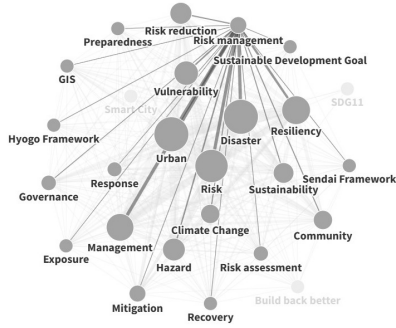 Risk reduction
Risk management
Preparedness
Sustainable Development Goal
GIS
Vulnerability
Smart City
SDG11
Hyogo Framework
Urban
Disaster
Resiliency
Response
Risk
Sustainability
Sendai Framework
Governance
Climate Change
Management
Community
Exposure
Hazard
Risk assessment
Mitigation
Build back better
Recovery